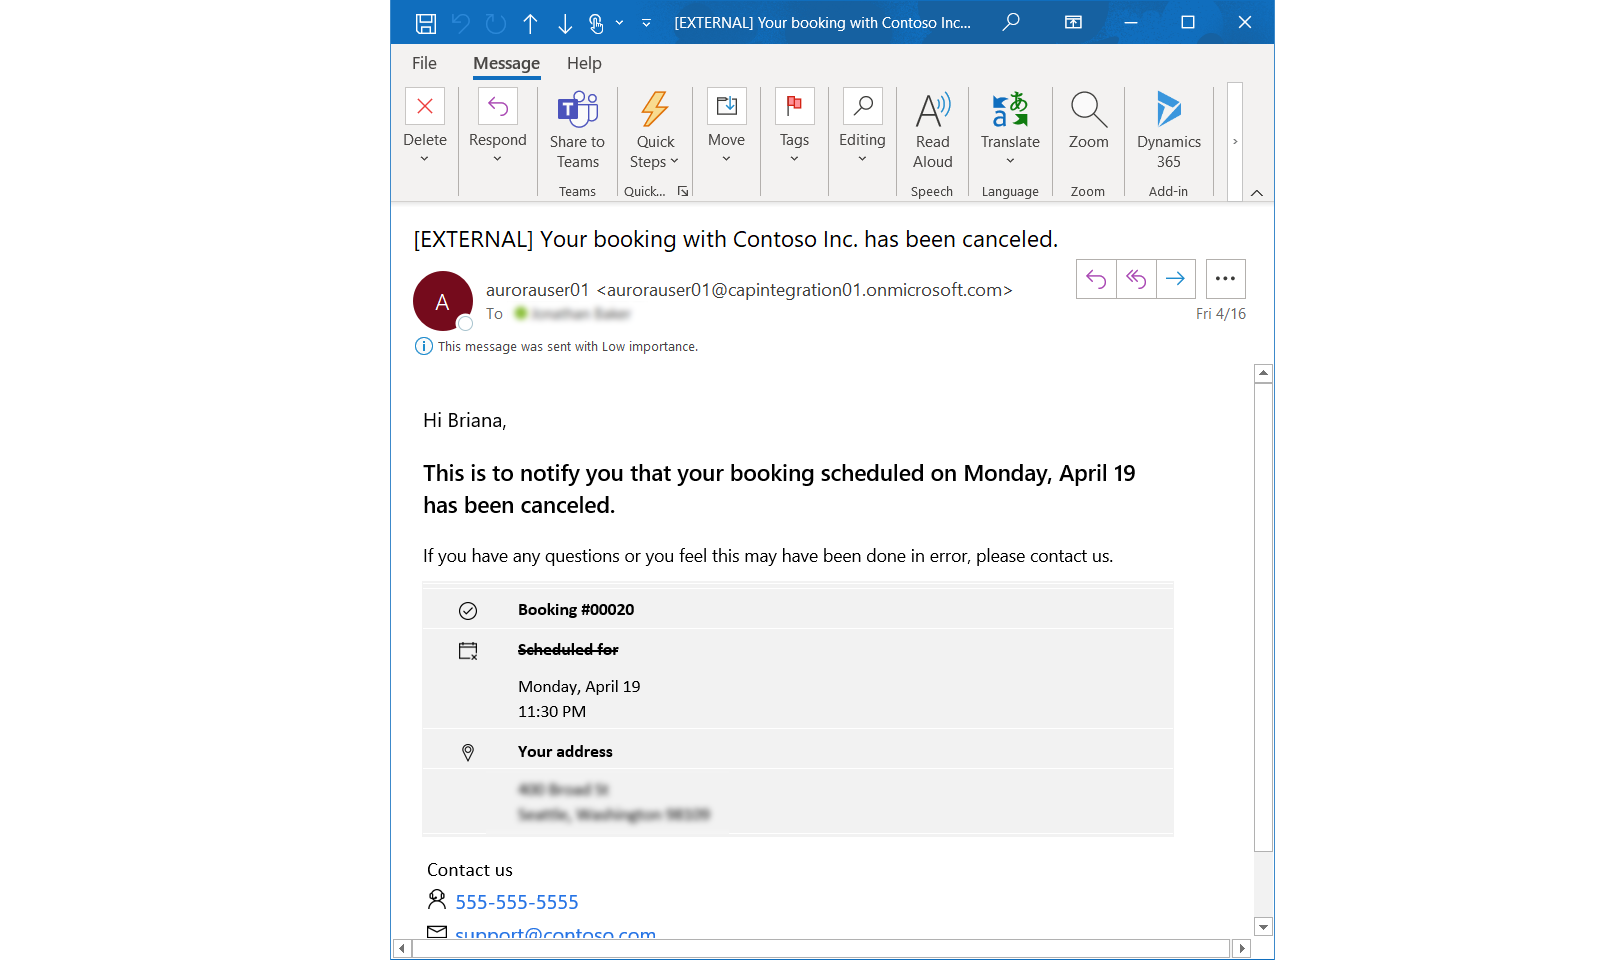 [EXTERNAL] Your booking with Contoso Inc...
File Message Help
Delete
Respond
Share to Teams
Quick Steps
Move
Tags
Editing
Read Aloud
Translate
Zoom
Dynamics 365
Teams
Quick...
Speech
Language
Zoom
Add-in
[EXTERNAL] Your booking with Contoso Inc. has been canceled.
A
aurorauser01 <aurorauser01@capintegration01.onmicrosoft.com>
To
Fri 4/16
This message was sent with Low importance.
Hi Briana,
This is to notify you that your booking scheduled on Monday, April 19
has been canceled.
If you have any questions or you feel this may have been done in error, please contact us.
Booking #00020
Scheduled for
Monday, April 19
11:30 PM
Your address
Contact us
555-555-5555
support@contoso.com